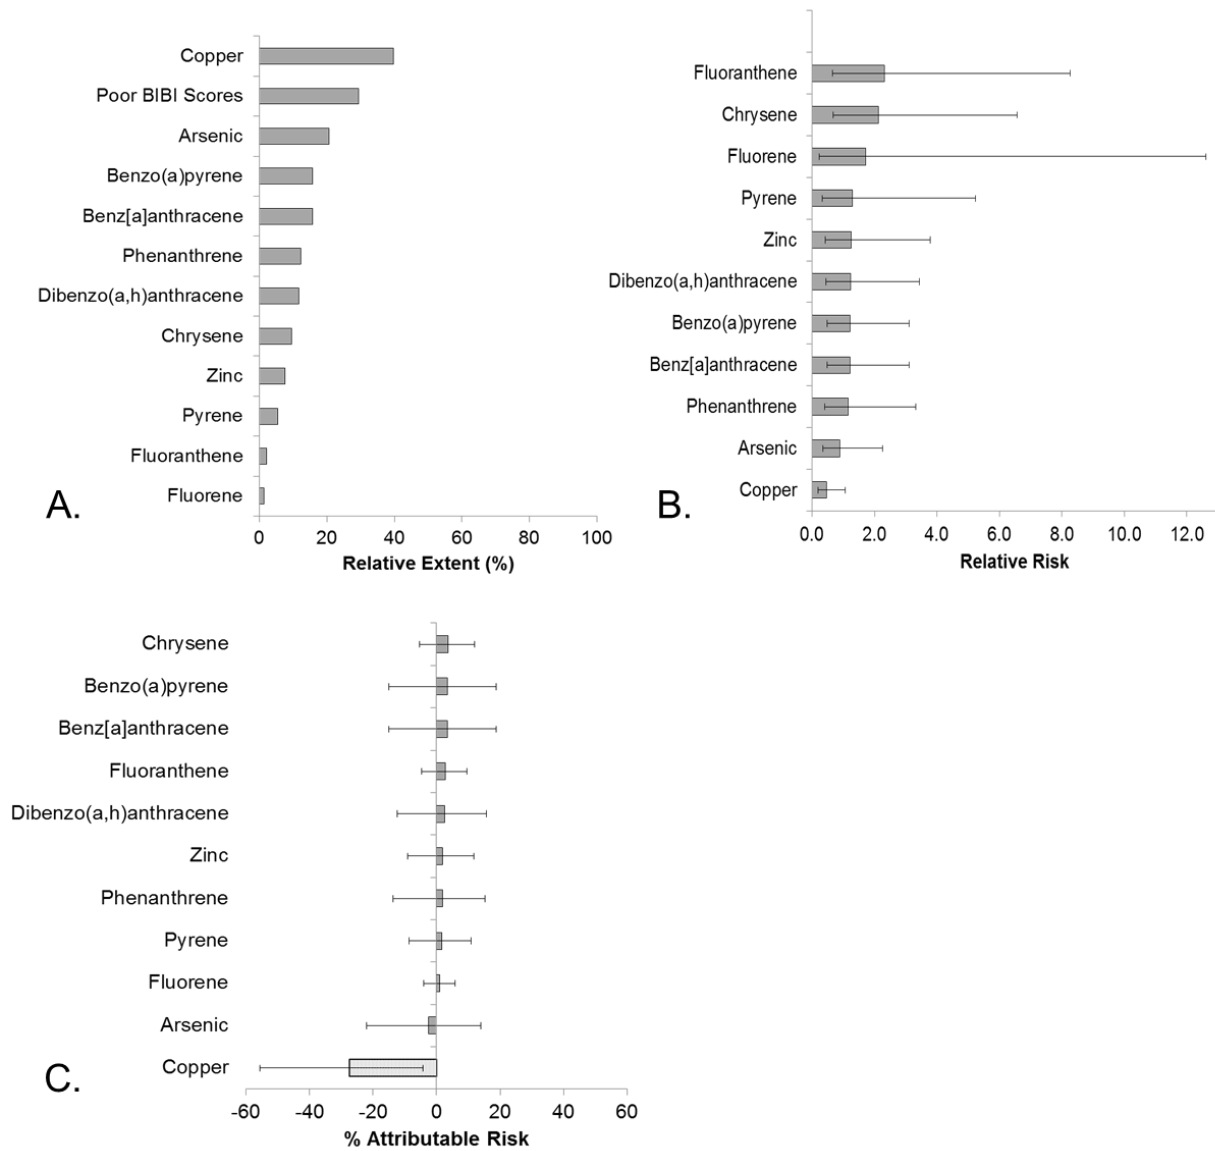 Copper
Poor BIBI Scores
Arsenic
Benzo(a)pyrene
Benz[a]anthracene
Phenanthrene
Dibenzo(a,h)anthracene
Chrysene
Zinc
Pyrene
Fluoranthene
Fluorene
A.
0 20 40 60 80 100
Relative Extent (%)
Fluoranthene
Chrysene
Fluorene
Pyrene
Zinc
Dibenzo(a,h)anthracene
Benzo(a)pyrene
Benz[a]anthracene
Phenanthrene
Arsenic
Copper
B.
0.0 2.0 4.0 6.0 8.0 10.0 12.0
Relative Risk
Chrysene
Benzo(a)pyrene
Benz[a]anthracene
Fluoranthene
Dibenzo(a,h)anthracene
Zinc
Phenanthrene
Pyrene
Fluorene
Arsenic
Copper
C.
-60 -40 -20 0 20 40 60
% Attributable Risk